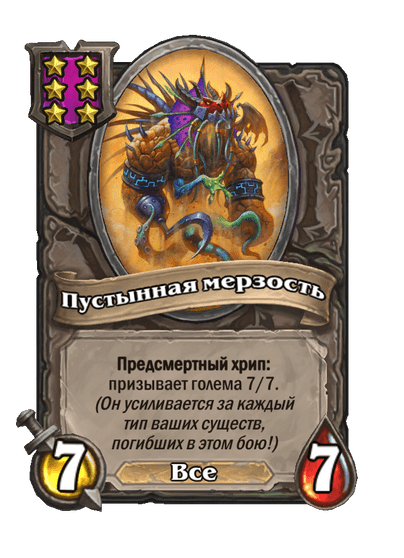 Пустынная мерзость
Предсмертный хрип:
призывает голема 7/7.
(Он усиливается за каждый
тип ваших существ,
погибших в этом бою!)
7
Все
7